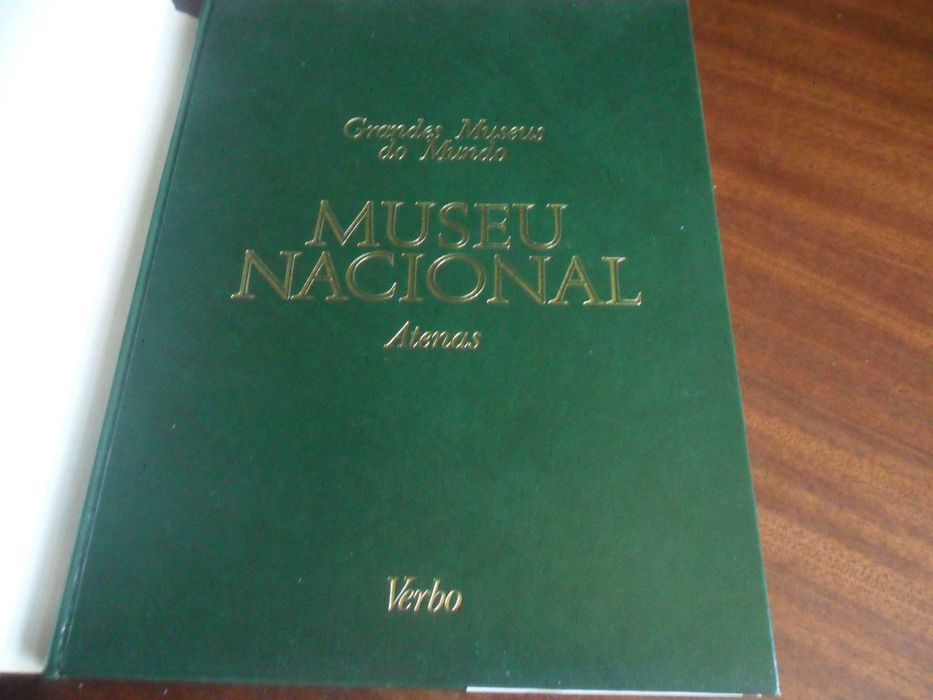 Grandes Museus
do Mundo
MUSEU
NACIONAL
Atenas
Verbo